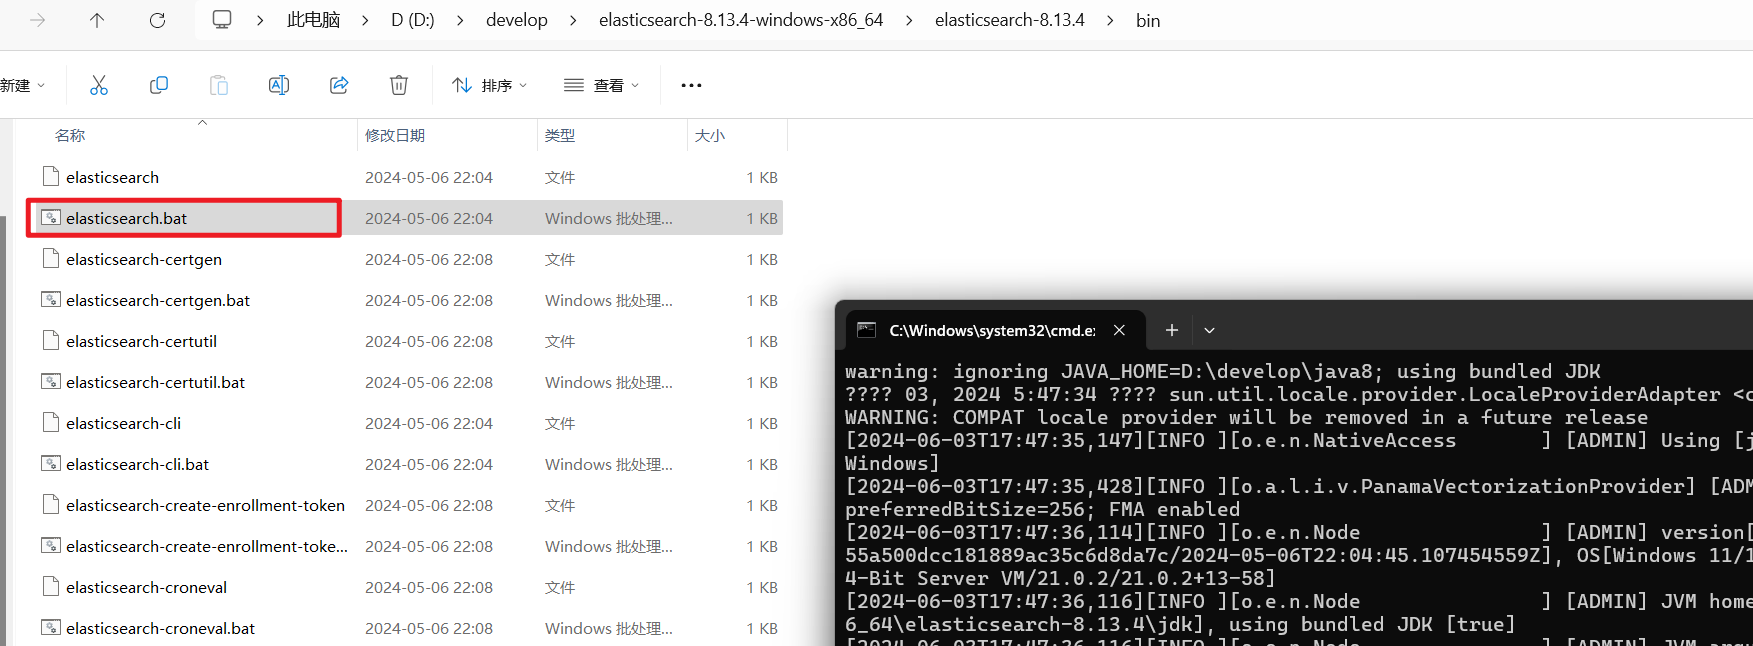 此电脑 > D (D:) > develop > elasticsearch-8.13.4-windows-x86_64 > elasticsearch-8.13.4 > bin
新建 排序 查看 ...
名称 修改日期 类型 大小
elasticsearch 2024-05-06 22:04 文件 1 KB
elasticsearch.bat 2024-05-06 22:04 Windows 批处理... 1 KB
elasticsearch-certgen 2024-05-06 22:08 文件 1 KB
elasticsearch-certgen.bat 2024-05-06 22:08 Windows 批处理... 1 KB
elasticsearch-certutil 2024-05-06 22:08 文件 1 KB
elasticsearch-certutil.bat 2024-05-06 22:08 Windows 批处理... 1 KB
elasticsearch-cli 2024-05-06 22:04 文件 1 KB
elasticsearch-cli.bat 2024-05-06 22:04 Windows 批处理... 1 KB
elasticsearch-create-enrollment-token 2024-05-06 22:08 文件 1 KB
elasticsearch-create-enrollment-toke... 2024-05-06 22:08 Windows 批处理... 1 KB
elasticsearch-croneval 2024-05-06 22:08 文件 1 KB
elasticsearch-croneval.bat 2024-05-06 22:08 Windows 批处理... 1 KB
C:\Windows\system32\cmd.e
warning: ignoring JAVA_HOME=D:\develop\java8; using bundled JDK
???? 03, 2024 5:47:34 ???? sun.util.locale.provider.LocaleProviderAdapter <c
WARNING: COMPAT locale provider will be removed in a future release
[2024-06-03T17:47:35,147][INFO ][o.e.n.NativeAccess ] [ADMIN] Using [j
Windows]
[2024-06-03T17:47:35,428][INFO ][o.a.l.i.v.PanamaVectorizationProvider] [ADM
preferredBitSize=256; FMA enabled
[2024-06-03T17:47:36,114][INFO ][o.e.n.Node ] [ADMIN] version[
55a500dcc181889ac35c6d8da7c/2024-05-06T22:04:45.107454559Z], OS[Windows 11/1
4-Bit Server VM/21.0.2/21.0.2+13-58]
[2024-06-03T17:47:36,116][INFO ][o.e.n.Node ] [ADMIN] JVM home
6_64\elasticsearch-8.13.4\jdk], using bundled JDK [true]
[2024-06-03T17:47:36,116][INFO ][o.e.n.Node ] [ADMIN] JVM